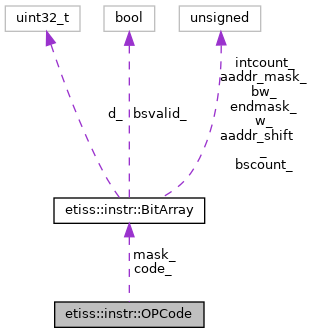 uint32_t
bool
unsigned
d_
bsvalid_
intcount_
aaddr_mask_
bw_
endmask_
w_
aaddr_shift
_
bscount_
etiss::instr::BitArray
mask_
code_
etiss::instr::OPCode